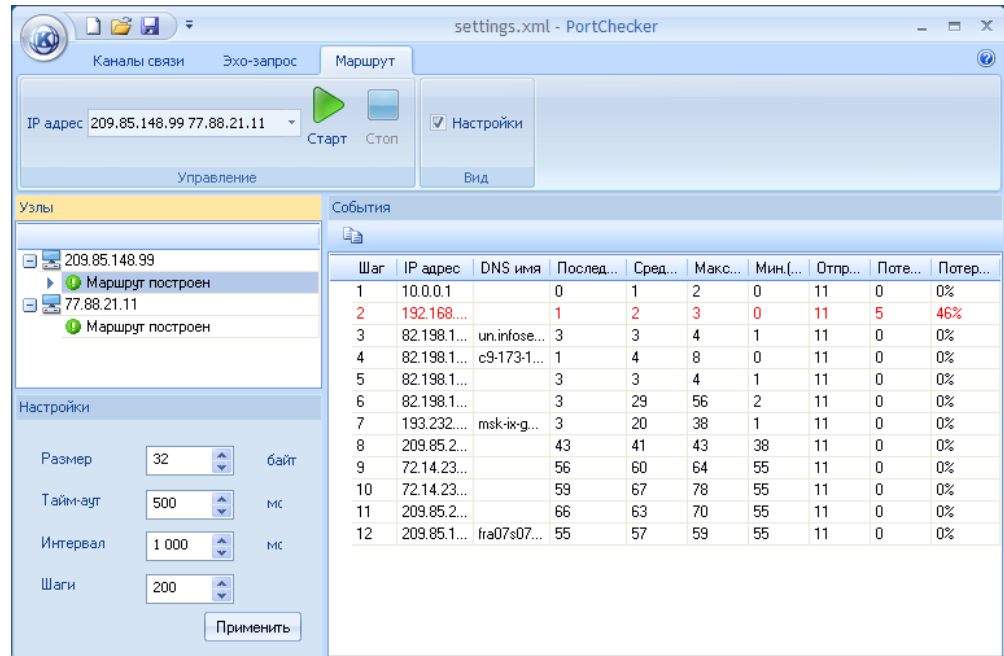 settings.xml - PortChecker
Каналы связи Эхо-запрос Маршрут
IP адрес 209.85.148.99 77.88.21.11 Старт Стоп Настройки
Управление Вид
Узлы
209.85.148.99
Маршрут построен
77.88.21.11
Маршрут построен
Настройки
Размер 32 байт
Тайм-аут 500 мс
Интервал 1 000 мс
Шаги 200
Применить
События
Шаг IP адрес DNS имя Послед... Сред... Макс... Мин.(... Отпр... Поте... Потер...
1 10.0.0.1 0 1 2 0 11 0 0%
2 192.168.... 1 2 3 0 11 5 46%
3 82.198.1... un.infose... 3 3 4 1 11 0 0%
4 82.198.1... c9-173-1... 1 4 8 0 11 0 0%
5 82.198.1... 3 3 4 1 11 0 0%
6 82.198.1... 3 29 56 2 11 0 0%
7 193.232.... msk-ix-g... 3 20 38 1 11 0 0%
8 209.85.2... 43 41 43 38 11 0 0%
9 72.14.23... 56 60 64 55 11 0 0%
10 72.14.23... 59 67 78 55 11 0 0%
11 209.85.2... 66 63 70 55 11 0 0%
12 209.85.1... fra07s07... 55 57 59 55 11 0 0%